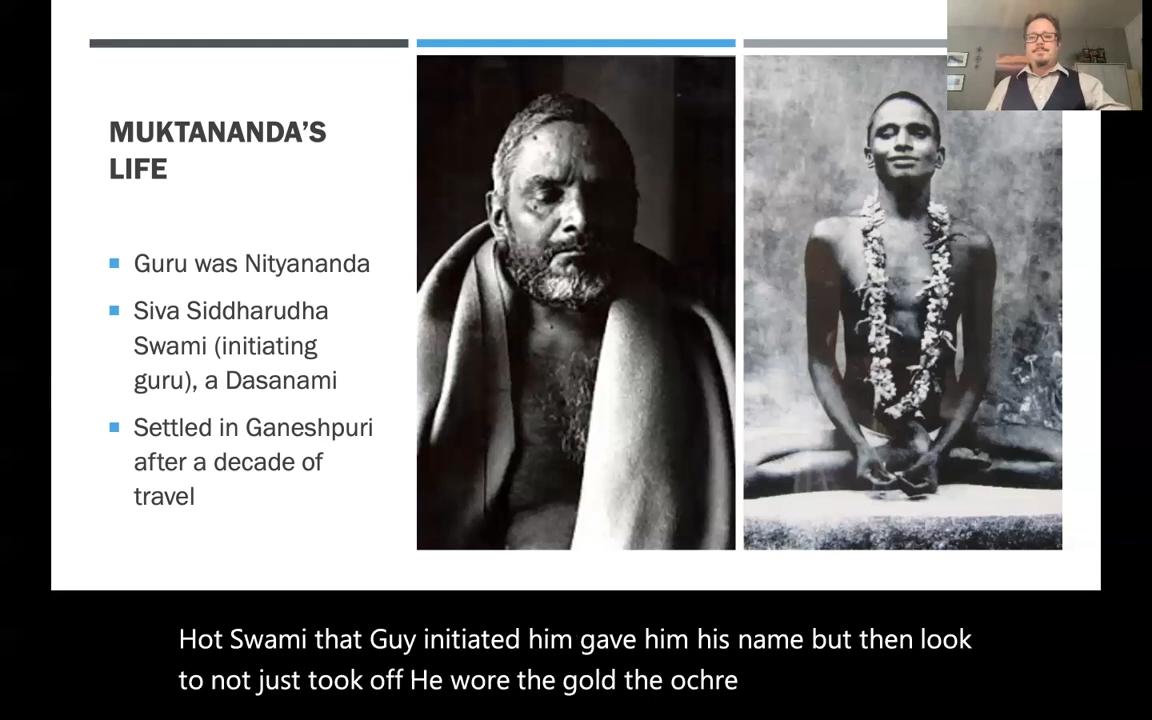 MUKTANANDA'S
LIFE
Guru was Nityananda
Siva Siddharudha
Swami (initiating
guru), a Dasanami
Settled in Ganeshpuri
after a decade of
travel
Hot Swami that Guy initiated him gave him his name but then look
to not just took off He wore the gold the ochre